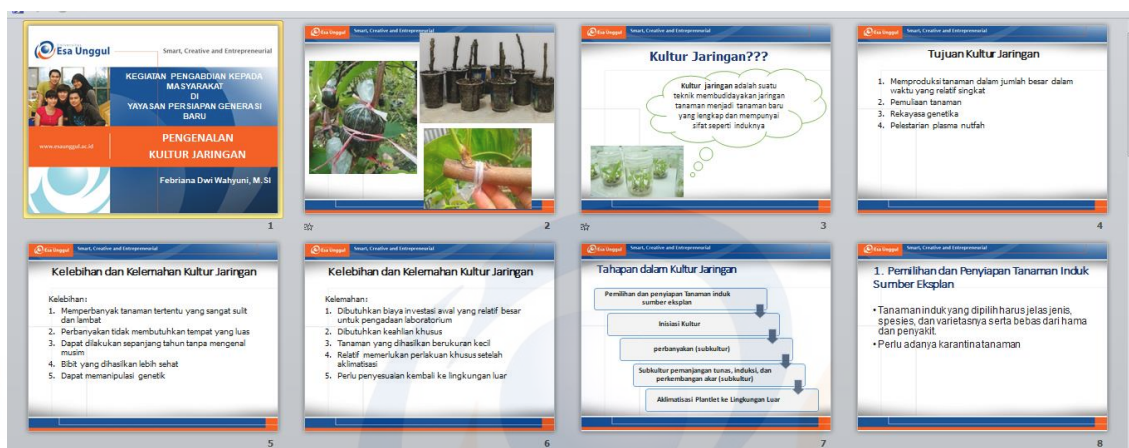 Esa Unggul
Smart, Creative and Entrepreneurial
KEGIATAN PENGABDIAN KEPADA
MASYARAKAT
DI
YAYASAN PERSIAPAN GENERASI
BARU
www.esaunggul.ac.id
PENGENALAN
KULTUR JARINGAN
Febriana Dwi Wahyuni, M.SI
1
Esa Unggul
Smart, Creative and Entrepreneurial
2
Esa Unggul
Smart, Creative and Entrepreneurial
Kultur Jaringan???
Kultur jaringan adalah suatu
teknik membudidayakan jaringan
tanaman menjadi tanaman baru
yang lengkap dan mempunyai
sifat seperti induknya
3
Esa Unggul
Smart, Creative and Entrepreneurial
Tujuan Kultur Jaringan
1. Memproduksi tanaman dalam jumlah besar dalam
waktu yang relatif singkat
2. Pemuliaan tanaman
3. Rekayasa genetika
4. Pelestarian plasma nutfah
4
Esa Unggul
Smart, Creative and Entrepreneurial
Kelebihan dan Kelemahan Kultur Jaringan
Kelebihan:
1. Memperbanyak tanaman tertentu yang sangat sulit
dan lambat
2. Perbanyakan tidak membutuhkan tempat yang luas
3. Dapat dilakukan sepanjang tahun tanpa mengenal
musim
4. Bibit yang dihasilkan lebih sehat
5. Dapat memanipulasi genetik
5
Esa Unggul
Smart, Creative and Entrepreneurial
Kelebihan dan Kelemahan Kultur Jaringan
Kelemahan:
1. Dibutuhkan biaya investasi awal yang relatif besar
untuk pengadaan laboratorium
2. Dibutuhkan keahlian khusus
3. Tanaman yang dihasilkan berukuran kecil
4. Relatif memerlukan perlakuan khusus setelah
aklimatisasi
5. Perlu penyesuaian kembali ke lingkungan luar
6
Esa Unggul
Smart, Creative and Entrepreneurial
Tahapan dalam Kultur Jaringan
Pemilihan dan penyiapan Tanaman induk
sumber eksplan
Inisiasi Kultur
perbanyakan (subkultur)
Subkultur pemanjangan tunas, induksi, dan
perkembangan akar (subkultur)
Aklimatisasi Plantlet ke Lingkungan Luar
7
Esa Unggul
Smart, Creative and Entrepreneurial
1. Pemilihan dan Penyiapan Tanaman Induk
Sumber Eksplan
• Tanaman induk yang dipilih harus jelas jenis,
spesies, dan varietasnya serta bebas dari hama
dan penyakit.
• Perlu adanya karantina tanaman
8